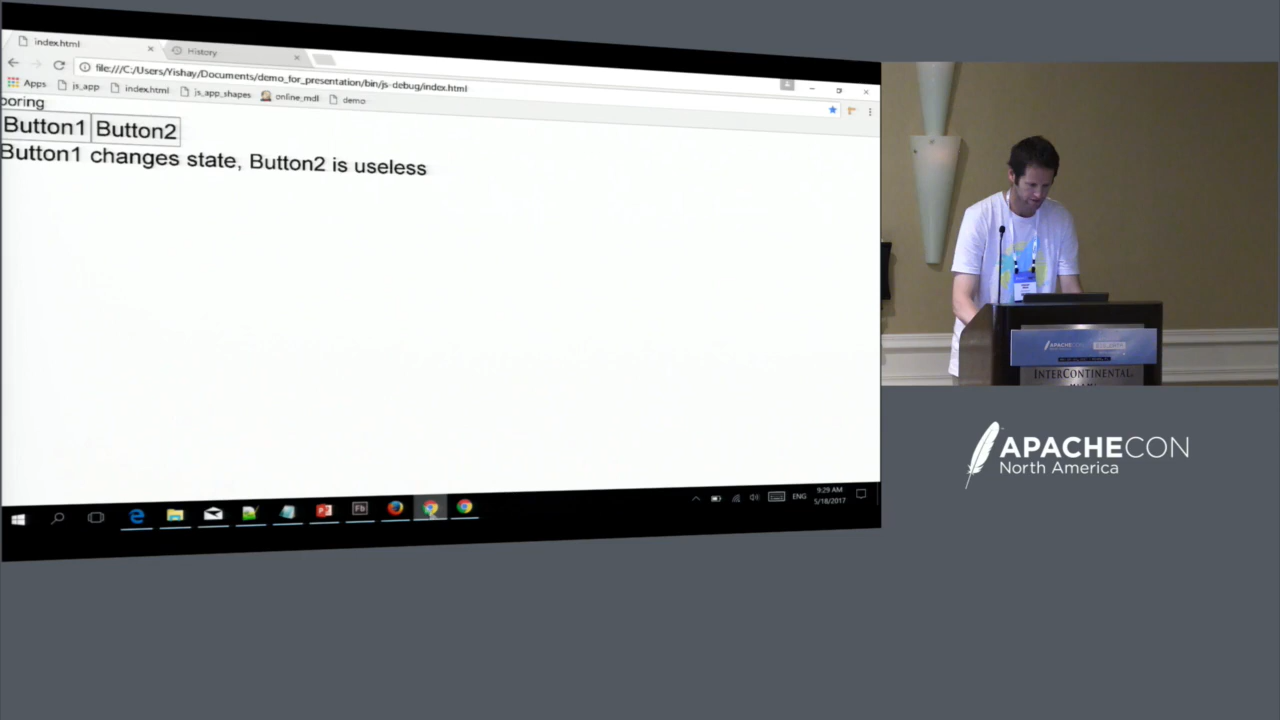 index.html
History
file:///C:/Users/Yishay/Documents/demo_for_presentation/bin/js-debug/index.html
Apps js_app index.html js_app_shapes online_mdl demo
boring
Button1 Button2
Button1 changes state, Button2 is useless
Fb
ENG
9:29 AM
5/18/2017
APACHECON
INTERCONTINENTAL
APACHECON
North America